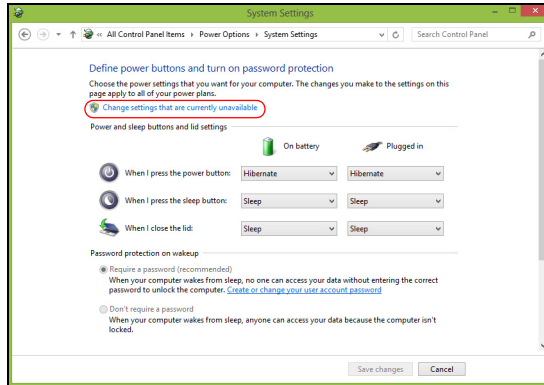 System Settings
« All Control Panel Items › Power Options › System Settings
Search Control Panel
Define power buttons and turn on password protection
Choose the power settings that you want for your computer. The changes you make to the settings on this
page apply to all of your power plans.
Change settings that are currently unavailable
Power and sleep buttons and lid settings
On battery Plugged in
When I press the power button: Hibernate Hibernate
When I press the sleep button: Sleep Sleep
When I close the lid: Sleep Sleep
Password protection on wakeup
Require a password (recommended)
When your computer wakes from sleep, no one can access your data without entering the correct
password to unlock the computer. Create or change your user account password
Don't require a password
When your computer wakes from sleep, anyone can access your data because the computer isn't
locked.
Save changes Cancel